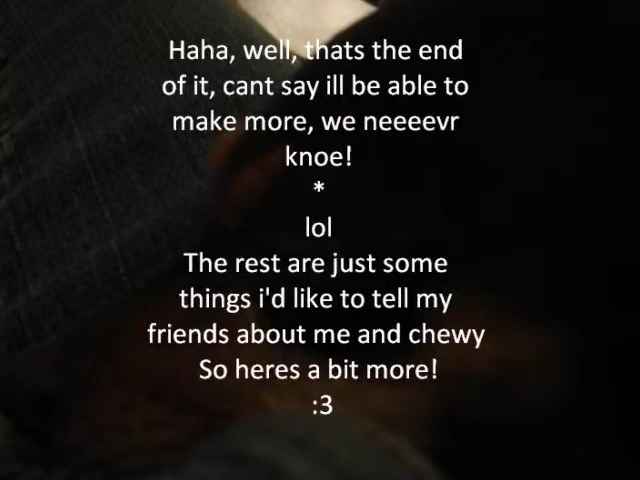 Haha, well, thats the end
of it, cant say ill be able to
make more, we neeeevr
knoe!
*
lol
The rest are just some
things i'd like to tell my
friends about me and chewy
So heres a bit more!
:3